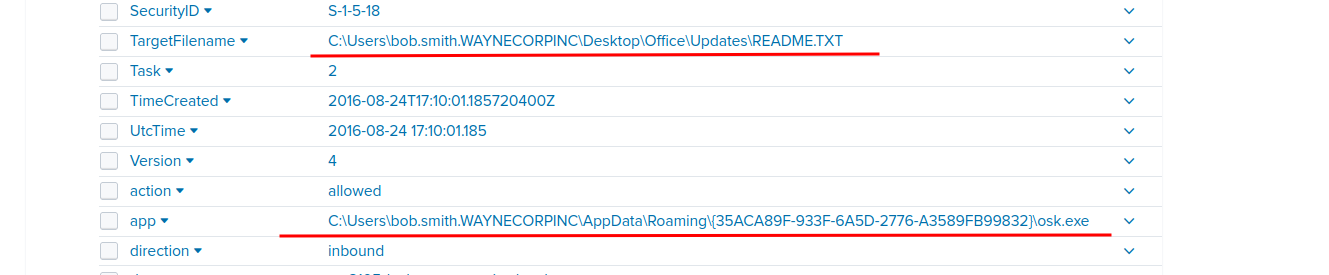 SecurityID S-1-5-18
TargetFilename C:\Users\bob.smith.WAYNECORPINC\Desktop\Office\Updates\README.TXT
Task 2
TimeCreated 2016-08-24T17:10:01.185720400Z
UtcTime 2016-08-24 17:10:01.185
Version 4
action allowed
app C:\Users\bob.smith.WAYNECORPINC\AppData\Roaming\{35ACA89F-933F-6A5D-2776-A3589FB99832}\osk.exe
direction inbound